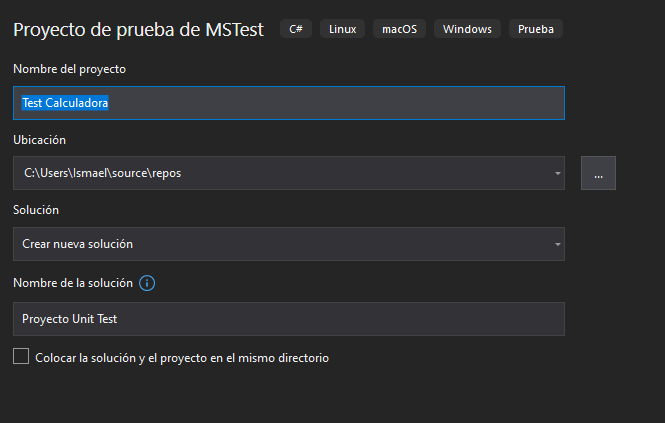 Proyecto de prueba de MSTest C# Linux macOS Windows Prueba
Nombre del proyecto
Test Calculadora
Ubicación
C:\Users\Ismael\source\repos ...
Solución
Crear nueva solución
Nombre de la solución
Proyecto Unit Test
Colocar la solución y el proyecto en el mismo directorio